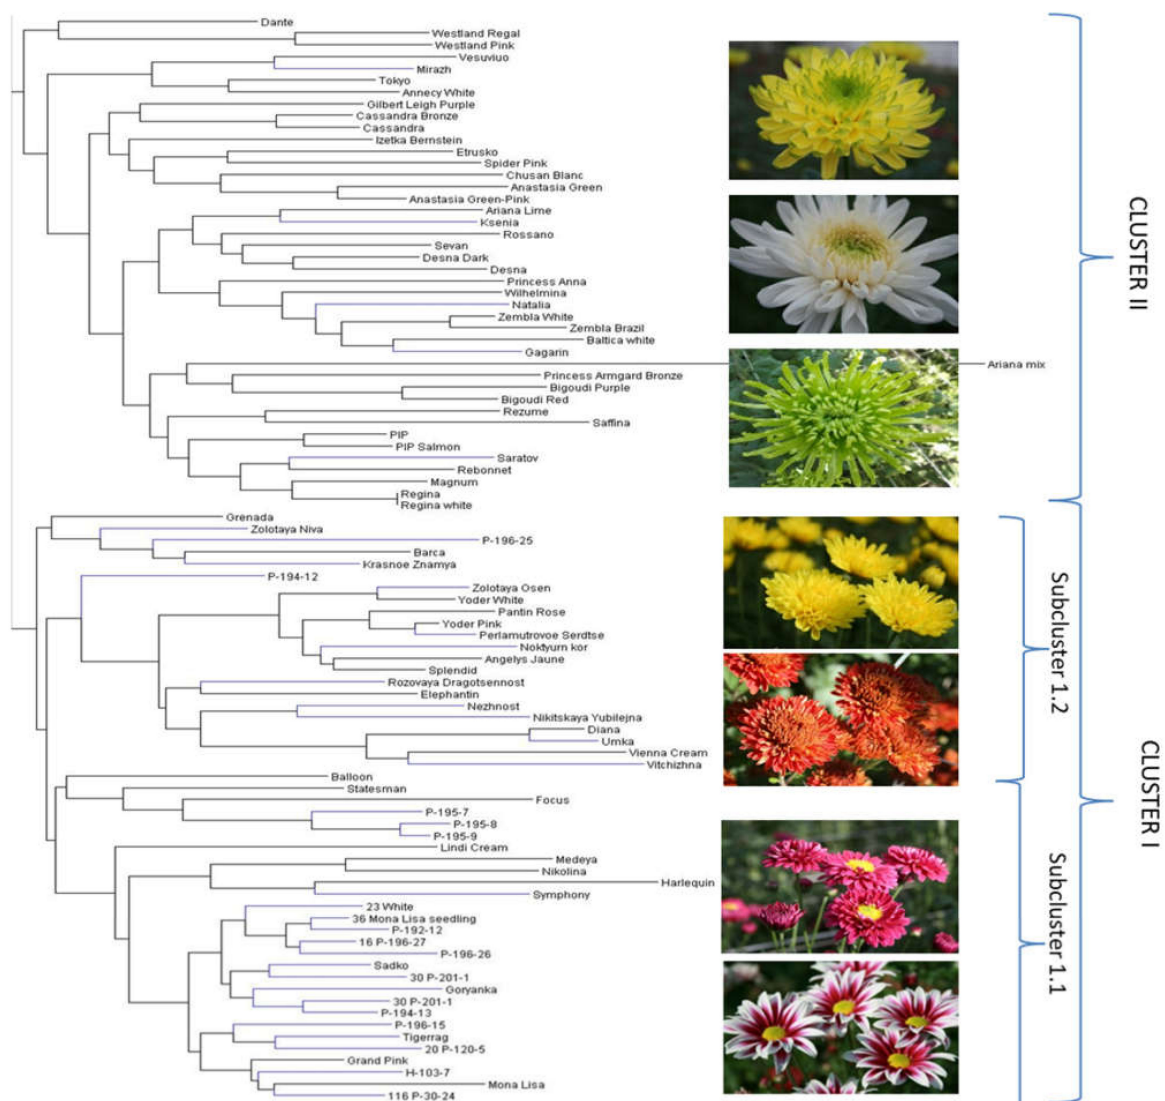 Dante
Westland Regal
Westland Pink
Vesuviuo
Mirazh
Tokyo
Annecy White
Gilbert Leigh Purple
Cassandra Bronze
Cassandra
Izetka Bernstein
Etrusko
Spider Pink
Chusan Blanc
Anastasia Green
Anastasia Green-Pink
Ariana Lime
Ksenia
Rossano
Sevan
Desna Dark
Desna
Princess Anna
Wilhelmina
Natalia
Zembla White
Zembla Brazil
Baltica white
Gagarin
Ariana mix
Princess Armgard Bronze
Bigoudi Purple
Bigoudi Red
Rezume
Saffina
PIP
PIP Salmon
Saratov
Rebonnet
Magnum
Regina
Regina white
CLUSTER II
Grenada
Zolotaya Niva
P-196-25
Barca
Krasnoe Znamya
P-194-12
Zolotaya Osen
Yoder White
Pantin Rose
Yoder Pink
Perlamutrovoe Serdtse
Noktyurn kor
Angelys Jaune
Splendid
Rozovaya Dragotsennost
Elephantin
Nezhnost
Nikitskaya Yubilejna
Diana
Umka
Vienna Cream
Vitchizhna
Subcluster 1.2
CLUSTER I
Balloon
Statesman
Focus
P-195-7
P-195-8
P-195-9
Lindi Cream
Medeya
Nikolina
Harlequin
Symphony
23 White
36 Mona Lisa seedling
P-192-12
16 P-196-27
P-196-26
Sadko
30 P-201-1
Goryanka
30 P-201-1
P-194-13
P-196-15
Tigerrag
20 P-120-5
Grand Pink
H-103-7
Mona Lisa
116 P-30-24
Subcluster 1.1